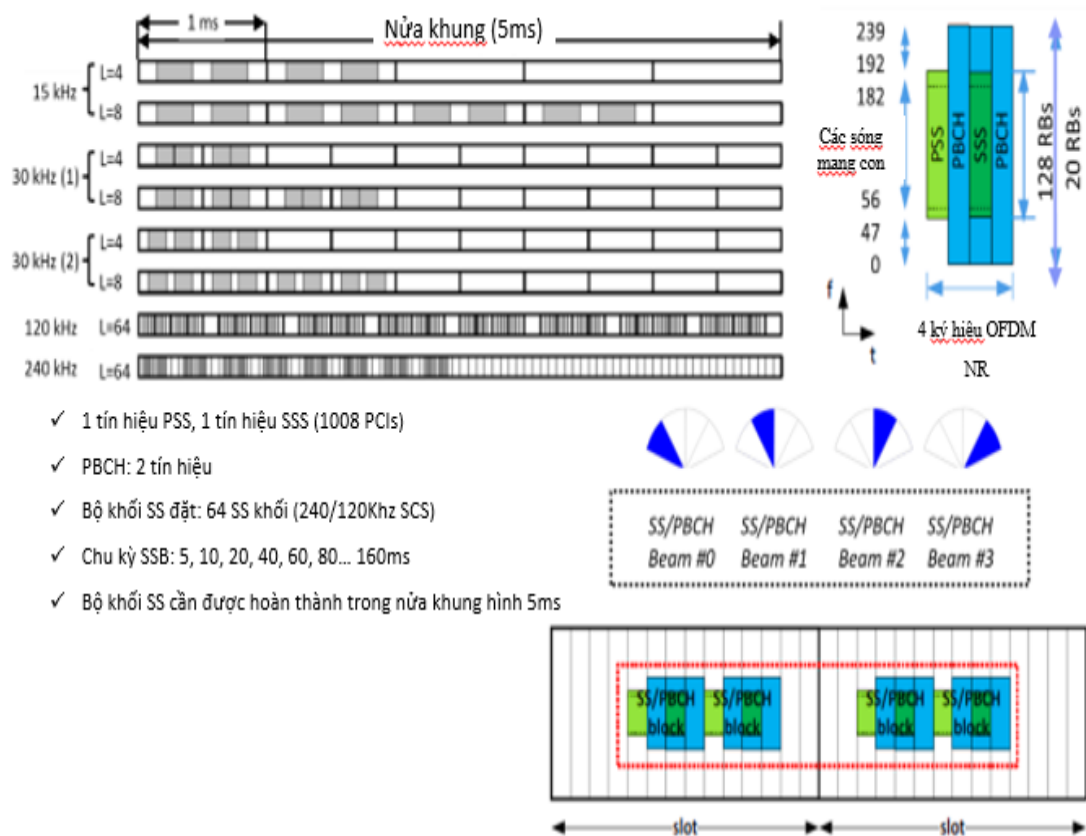 1 ms
Nửa khung (5ms)
15 kHz
L=4
L=8
30 kHz (1)
L=4
L=8
30 kHz (2)
L=4
L=8
120 kHz L=64
240 kHz L=64
239
192
182
Các sóng
mang con
56
47
0
PSS
PBCH
SSS
PBCH
128 RBs
20 RBs
f
t
4 ký hiệu OFDM
NR
✓ 1 tín hiệu PSS, 1 tín hiệu SSS (1008 PCIs)
✓ PBCH: 2 tín hiệu
✓ Bộ khối SS đặt: 64 SS khối (240/120Khz SCS)
✓ Chu kỳ SSB: 5, 10, 20, 40, 60, 80... 160ms
✓ Bộ khối SS cần được hoàn thành trong nửa khung hình 5ms
SS/PBCH SS/PBCH SS/PBCH SS/PBCH
Beam #0 Beam #1 Beam #2 Beam #3
SS/PBCH SS/PBCH SS/PBCH SS/PBCH
block block block block
slot slot